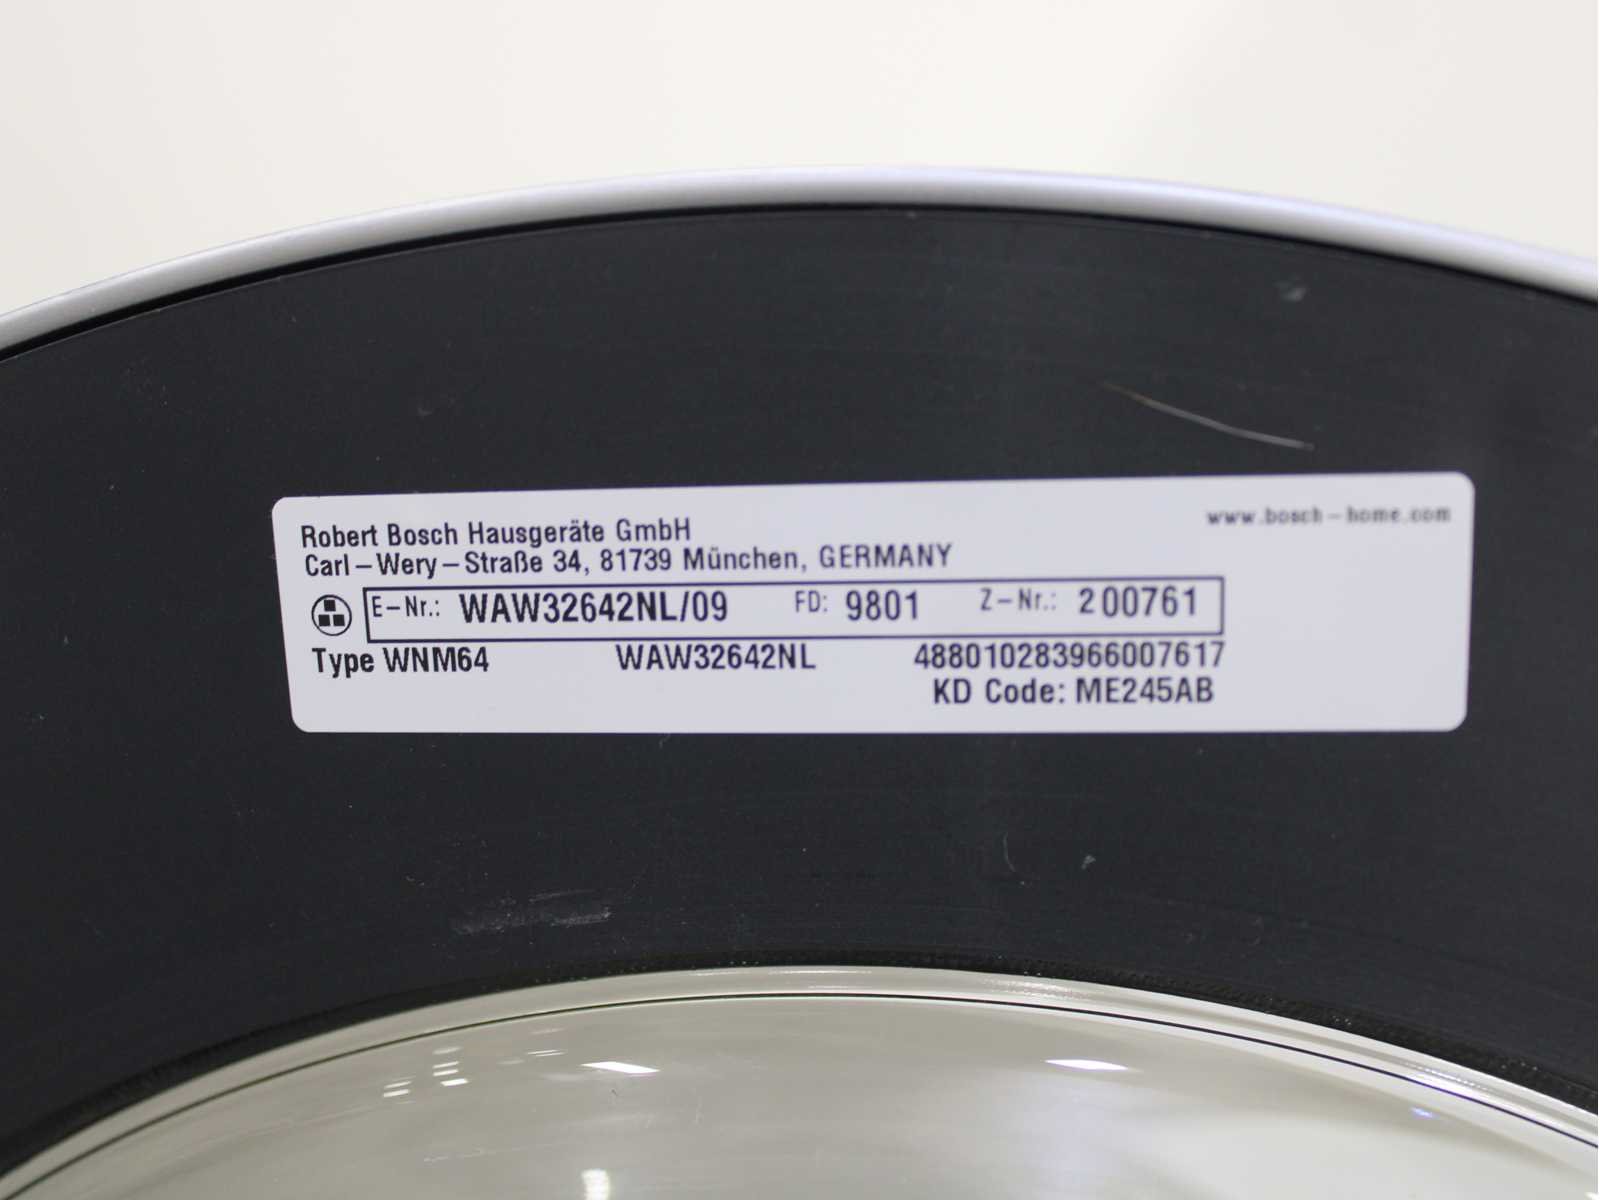 Robert Bosch Hausgeräte GmbH
www.bosch-home.com
Carl-Wery-Straße 34, 81739 München, GERMANY
E-Nr.: WAW32642NL/09 FD: 9801 Z-Nr.: 200761
Type WNM64 WAW32642NL 488010283966007617
KD Code: ME245AB